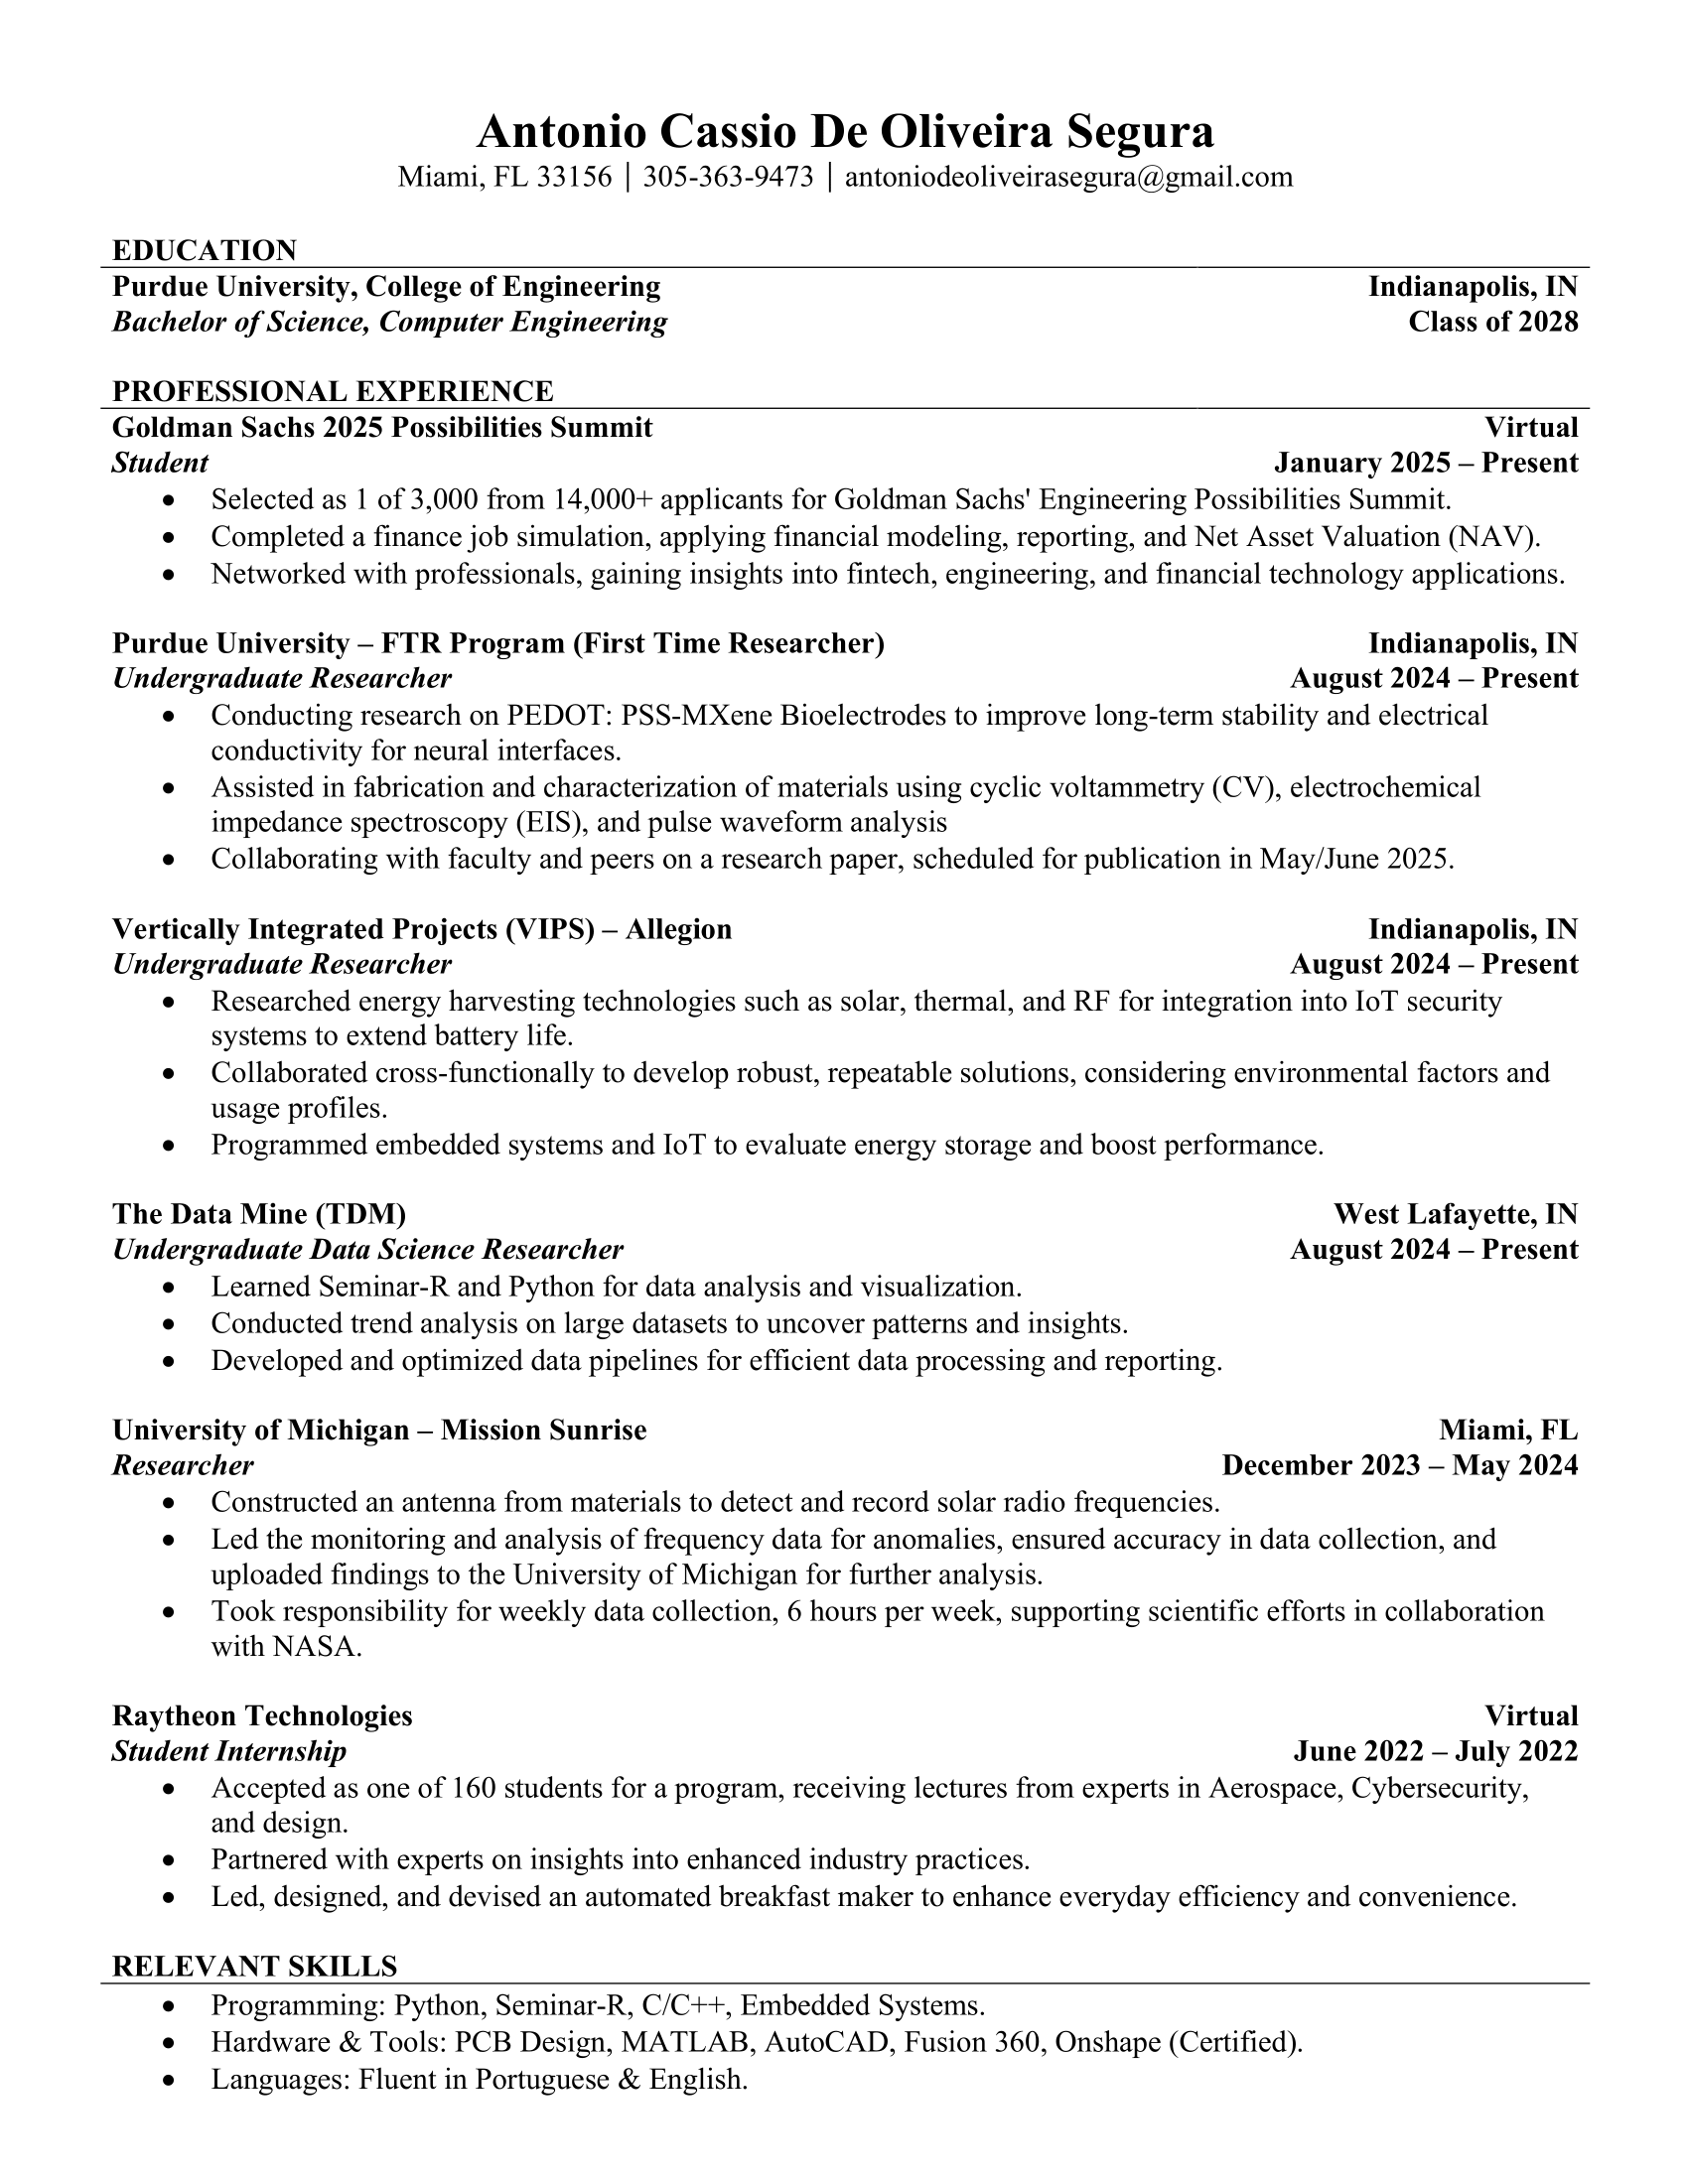 Antonio Cassio De Oliveira Segura
Miami, FL 33156 | 305-363-9473 | antoniodeoliveirasegura@gmail.com
EDUCATION
Purdue University, College of Engineering Indianapolis, IN
Bachelor of Science, Computer Engineering Class of 2028
PROFESSIONAL EXPERIENCE
Goldman Sachs 2025 Possibilities Summit Virtual
Student January 2025 – Present
• Selected as 1 of 3,000 from 14,000+ applicants for Goldman Sachs' Engineering Possibilities Summit.
• Completed a finance job simulation, applying financial modeling, reporting, and Net Asset Valuation (NAV).
• Networked with professionals, gaining insights into fintech, engineering, and financial technology applications.
Purdue University – FTR Program (First Time Researcher) Indianapolis, IN
Undergraduate Researcher August 2024 – Present
• Conducting research on PEDOT: PSS-MXene Bioelectrodes to improve long-term stability and electrical
conductivity for neural interfaces.
• Assisted in fabrication and characterization of materials using cyclic voltammetry (CV), electrochemical
impedance spectroscopy (EIS), and pulse waveform analysis
• Collaborating with faculty and peers on a research paper, scheduled for publication in May/June 2025.
Vertically Integrated Projects (VIPS) – Allegion Indianapolis, IN
Undergraduate Researcher August 2024 – Present
• Researched energy harvesting technologies such as solar, thermal, and RF for integration into IoT security
systems to extend battery life.
• Collaborated cross-functionally to develop robust, repeatable solutions, considering environmental factors and
usage profiles.
• Programmed embedded systems and IoT to evaluate energy storage and boost performance.
The Data Mine (TDM) West Lafayette, IN
Undergraduate Data Science Researcher August 2024 – Present
• Learned Seminar-R and Python for data analysis and visualization.
• Conducted trend analysis on large datasets to uncover patterns and insights.
• Developed and optimized data pipelines for efficient data processing and reporting.
University of Michigan – Mission Sunrise Miami, FL
Researcher December 2023 – May 2024
• Constructed an antenna from materials to detect and record solar radio frequencies.
• Led the monitoring and analysis of frequency data for anomalies, ensured accuracy in data collection, and
uploaded findings to the University of Michigan for further analysis.
• Took responsibility for weekly data collection, 6 hours per week, supporting scientific efforts in collaboration
with NASA.
Raytheon Technologies Virtual
Student Internship June 2022 – July 2022
• Accepted as one of 160 students for a program, receiving lectures from experts in Aerospace, Cybersecurity,
and design.
• Partnered with experts on insights into enhanced industry practices.
• Led, designed, and devised an automated breakfast maker to enhance everyday efficiency and convenience.
RELEVANT SKILLS
• Programming: Python, Seminar-R, C/C++, Embedded Systems.
• Hardware & Tools: PCB Design, MATLAB, AutoCAD, Fusion 360, Onshape (Certified).
• Languages: Fluent in Portuguese & English.